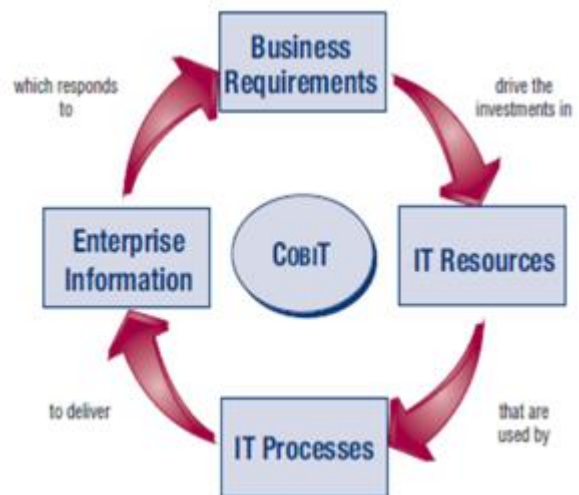 Business
Requirements
drive the
investments in
IT Resources
that are
used by
IT Processes
to deliver
Enterprise
Information
which responds
to
COBIT